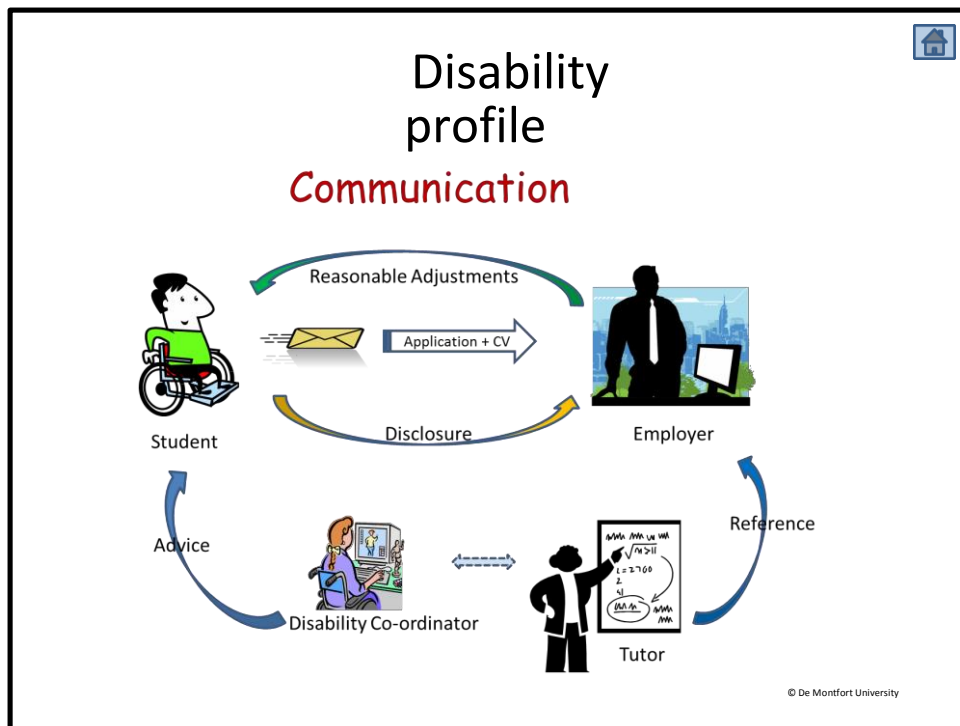 Disability
profile
Communication
Reasonable Adjustments
Application + CV
Disclosure
Student
Employer
Advice
Reference
Disability Co-ordinator
Tutor
© De Montfort University